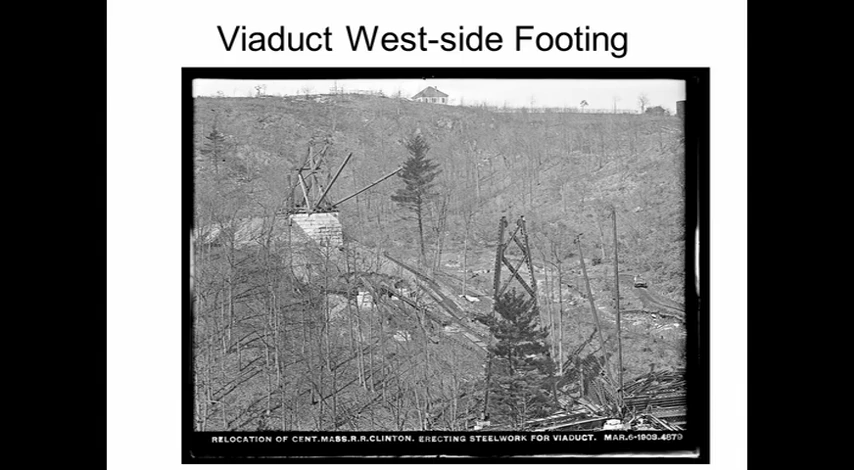 Viaduct West-side Footing
RELOCATION OF CENT. MASS. R.R. CLINTON. ERECTING STEELWORK FOR VIADUCT. MAR. 6-1903. 4679